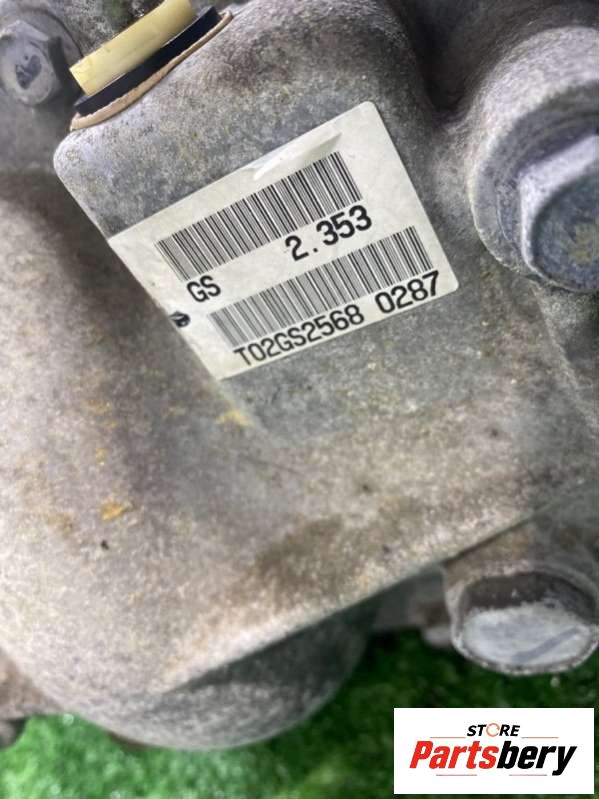 2.353
GS
T02GS2568 0287
STORE
Partsbery